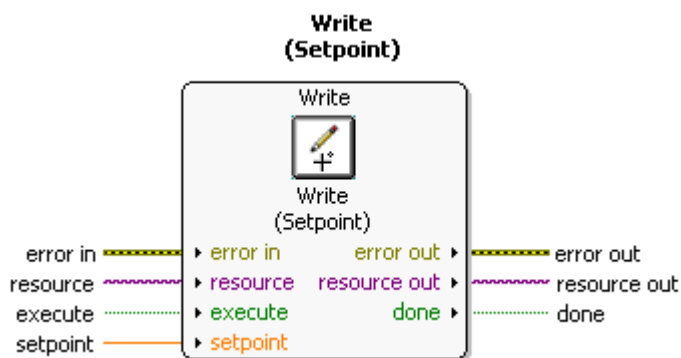 Write
(Setpoint)
Write
Write
(Setpoint)
error in error in error out error out
resource resource resource out resource out
execute execute done done
setpoint setpoint